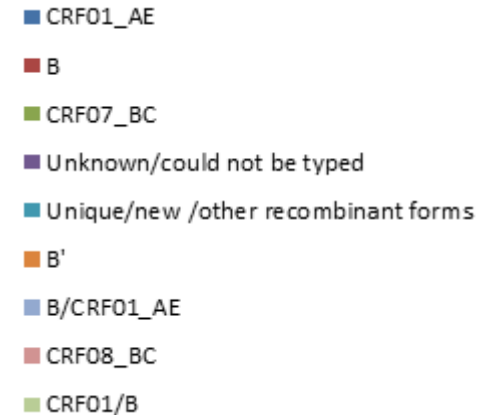 CRF01_AE
B
CRF07_BC
Unknown/could not be typed
Unique/new /other recombinant forms
B'
B/CRF01_AE
CRF08_BC
CRF01/B